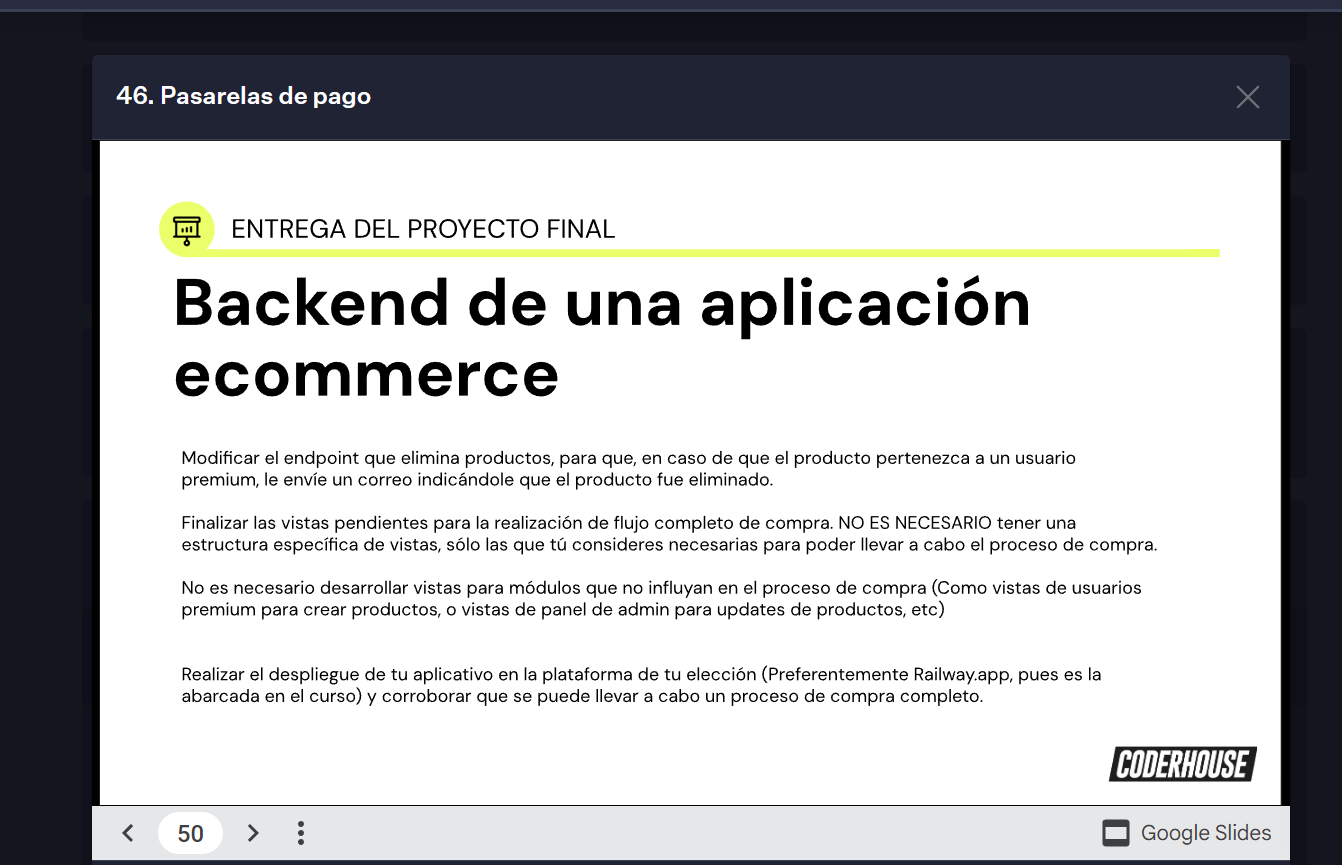 46. Pasarelas de pago
ENTREGA DEL PROYECTO FINAL
Backend de una aplicación
ecommerce
Modificar el endpoint que elimina productos, para que, en caso de que el producto pertenezca a un usuario
premium, le envíe un correo indicándole que el producto fue eliminado.
Finalizar las vistas pendientes para la realización de flujo completo de compra. NO ES NECESARIO tener una
estructura específica de vistas, sólo las que tú consideres necesarias para poder llevar a cabo el proceso de compra.
No es necesario desarrollar vistas para módulos que no influyan en el proceso de compra (Como vistas de usuarios
premium para crear productos, o vistas de panel de admin para updates de productos, etc)
Realizar el despliegue de tu aplicativo en la plataforma de tu elección (Preferentemente Railway.app, pues es la
abarcada en el curso) y corroborar que se puede llevar a cabo un proceso de compra completo.
CODERHOUSE
50
Google Slides